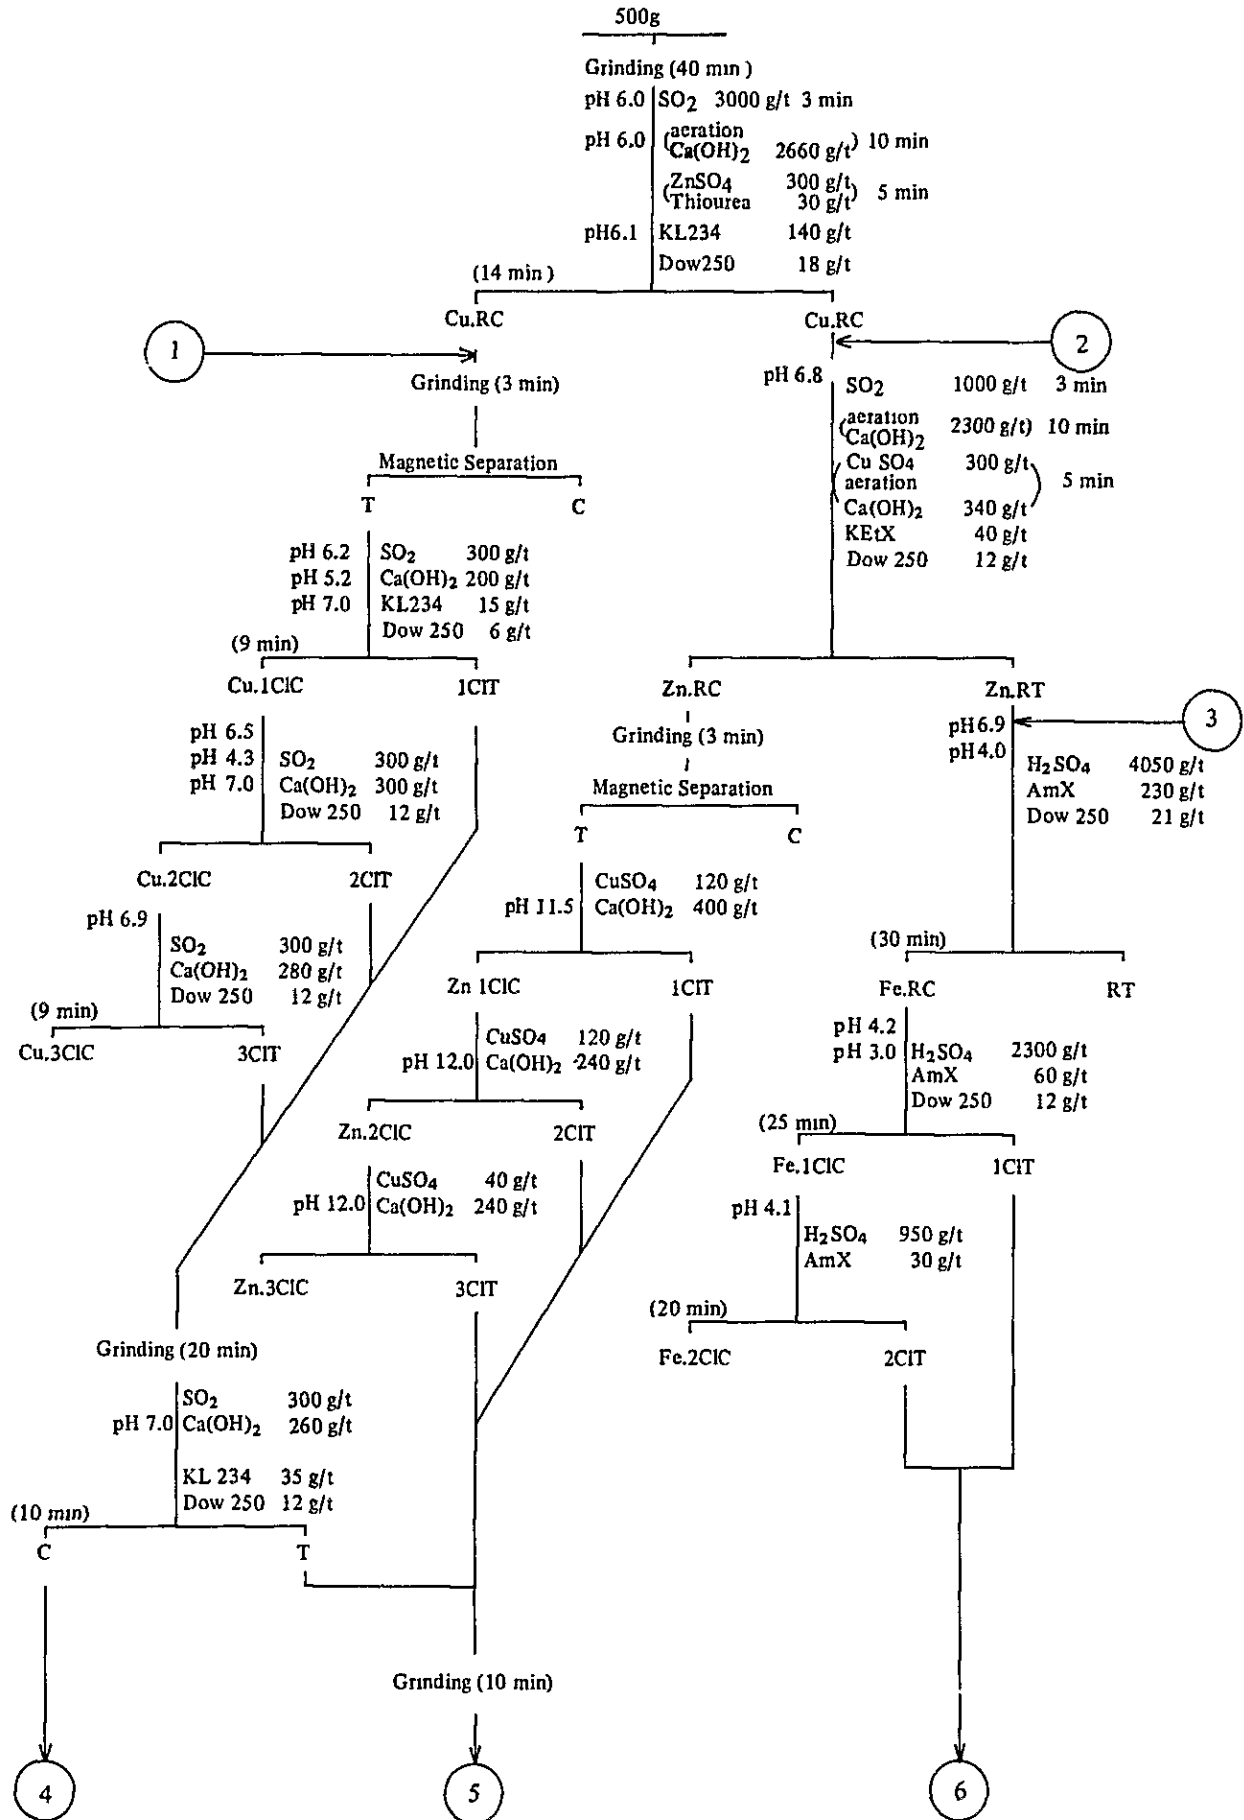 500g
Grinding (40 min )
pH 6.0 SO2 3000 g/t 3 min
pH 6.0 (aeration
Ca(OH)2 2660 g/t) 10 min
(ZnSO4 300 g/t
Thiourea 30 g/t) 5 min
pH6.1 KL234 140 g/t
Dow250 18 g/t
(14 min )
Cu.RC Cu.RC
1 2
Grinding (3 min)
Magnetic Separation
T C
pH 6.8 SO2 1000 g/t 3 min
(aeration
Ca(OH)2 2300 g/t) 10 min
(Cu SO4 300 g/t
aeration
Ca(OH)2 340 g/t) 5 min
KEtX 40 g/t
Dow 250 12 g/t
pH 6.2 SO2 300 g/t
pH 5.2 Ca(OH)2 200 g/t
pH 7.0 KL234 15 g/t
Dow 250 6 g/t
(9 min)
Cu.1ClC 1ClT Zn.RC Zn.RT
3
pH 6.5
pH 4.3 SO2 300 g/t
pH 7.0 Ca(OH)2 300 g/t
Dow 250 12 g/t
Grinding (3 min)
Magnetic Separation
T C
pH6.9
pH4.0
H2SO4 4050 g/t
AmX 230 g/t
Dow 250 21 g/t
Cu.2ClC 2ClT
CuSO4 120 g/t
pH 11.5 Ca(OH)2 400 g/t
pH 6.9
SO2 300 g/t
Ca(OH)2 280 g/t
Dow 250 12 g/t
(9 min)
Cu.3ClC 3ClT
Zn 1ClC 1ClT
(30 min)
Fe.RC RT
CuSO4 120 g/t
pH 12.0 Ca(OH)2 240 g/t
pH 4.2
pH 3.0 H2SO4 2300 g/t
AmX 60 g/t
Dow 250 12 g/t
(25 min)
Zn.2ClC 2ClT
Fe.1ClC 1ClT
CuSO4 40 g/t
pH 12.0 Ca(OH)2 240 g/t
pH 4.1
H2SO4 950 g/t
AmX 30 g/t
Zn.3ClC 3ClT
(20 min)
Fe.2ClC 2ClT
Grinding (20 min)
SO2 300 g/t
pH 7.0 Ca(OH)2 260 g/t
KL 234 35 g/t
Dow 250 12 g/t
(10 min)
C T
Grinding (10 min)
4 5 6